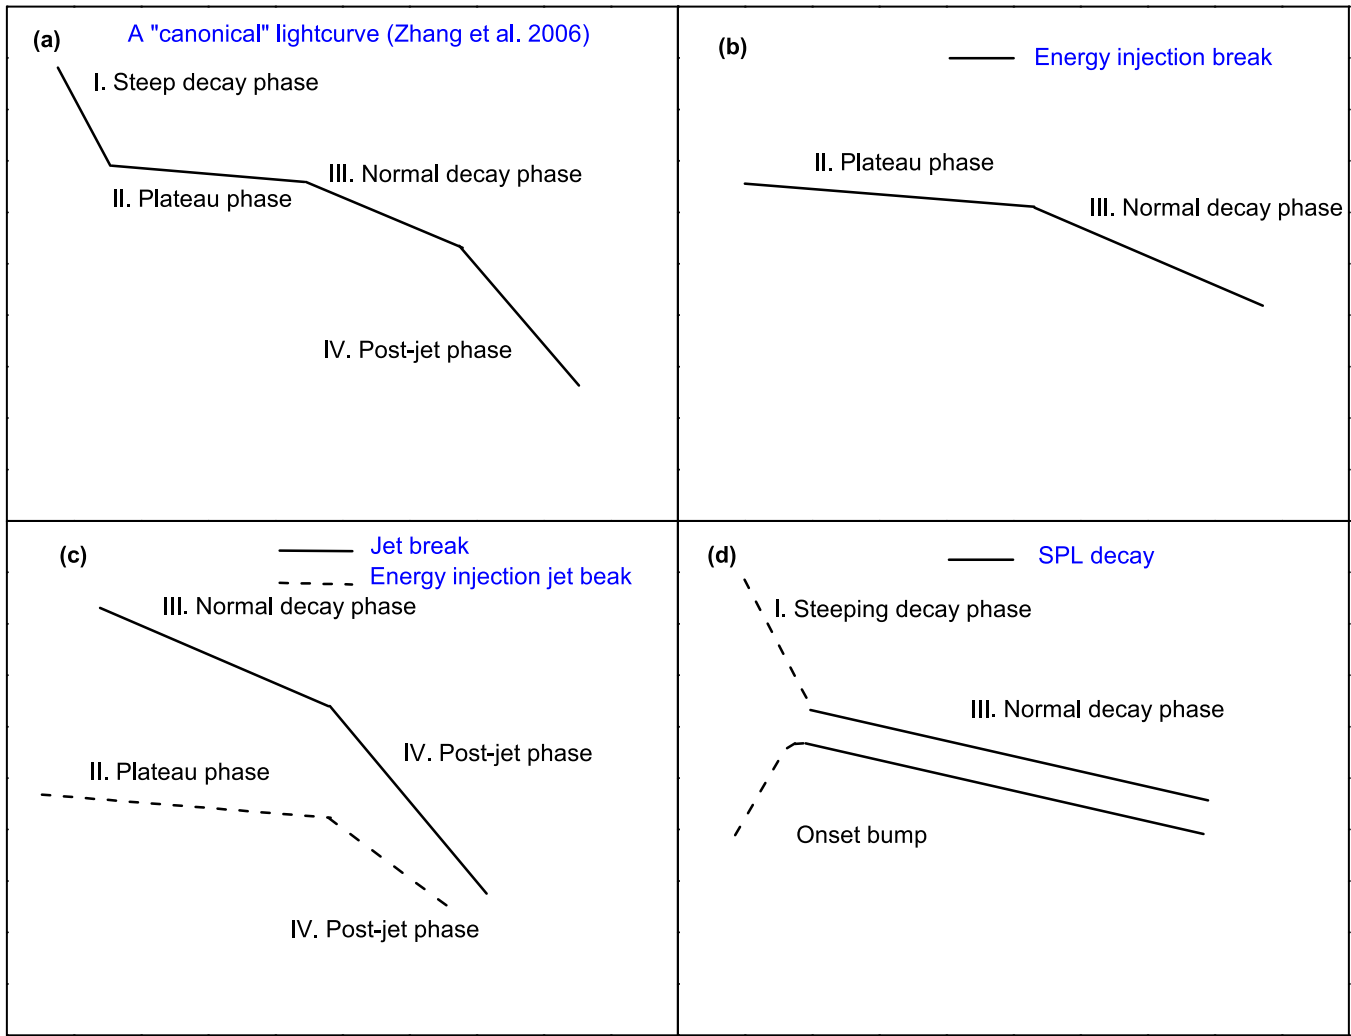 (a)
A "canonical" lightcurve (Zhang et al. 2006)
I. Steep decay phase
III. Normal decay phase
II. Plateau phase
IV. Post-jet phase
(b)
Energy injection break
II. Plateau phase
III. Normal decay phase
(c)
Jet break
Energy injection jet beak
III. Normal decay phase
IV. Post-jet phase
II. Plateau phase
IV. Post-jet phase
(d)
SPL decay
I. Steeping decay phase
III. Normal decay phase
Onset bump